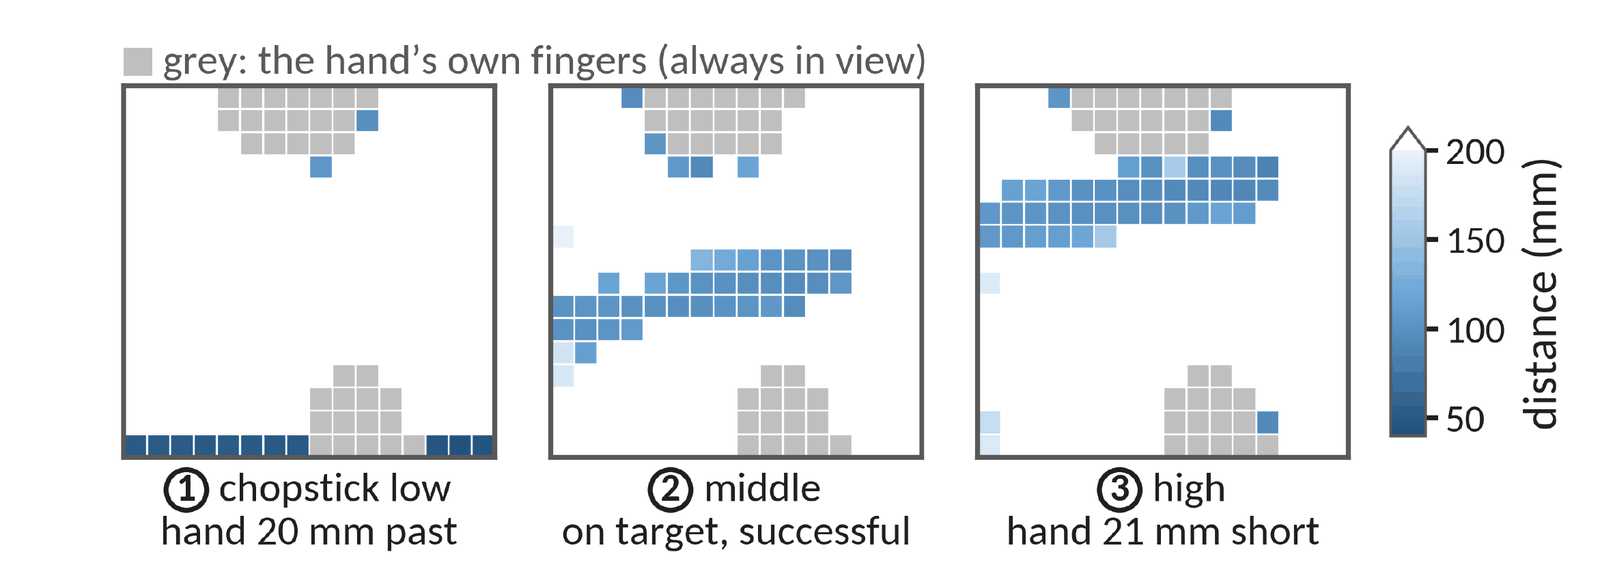 grey: the hand’s own fingers (always in view)
① chopstick low
hand 20 mm past
② middle
on target, successful
③ high
hand 21 mm short
200
150
100
50
distance (mm)